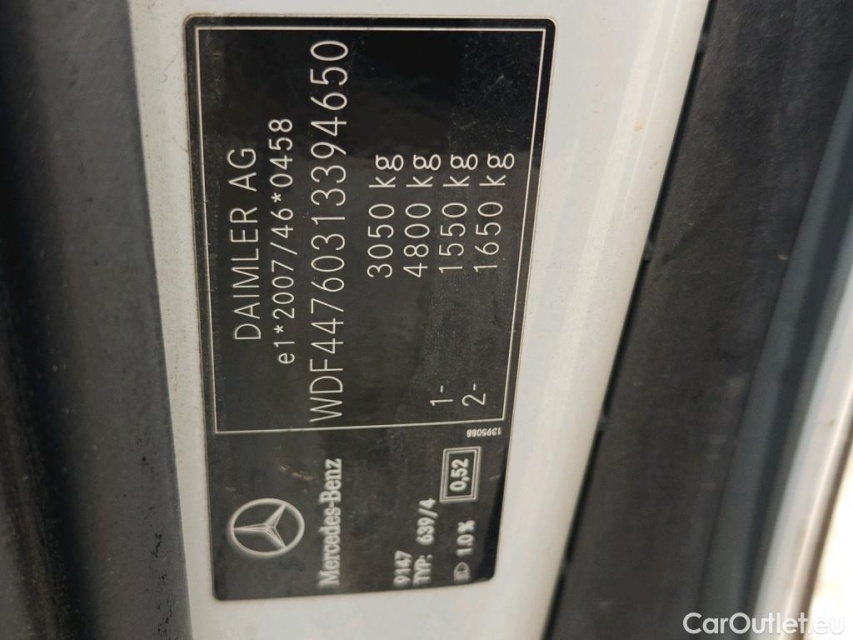 DAIMLER AG
e1*2007/46*0458
WDF44760313394650
3050 kg
4800 kg
1- 1550 kg
2- 1650 kg
1395088
Mercedes-Benz
9147
TYP: 639/4
0,52
1.0 %
CarOutlet.eu